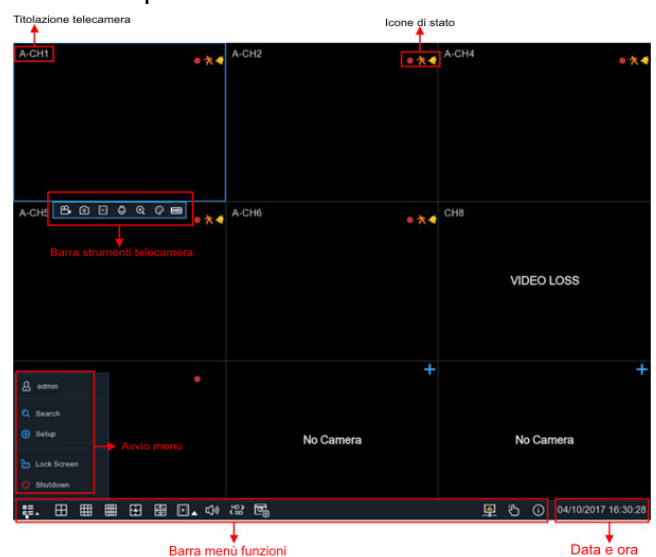 Titolazione telecamera
Icone di stato
A-CH1
A-CH2
A-CH4
A-CH5
A-CH6
CH8
Barra strumenti telecamera
VIDEO LOSS
admin
Search
Setup
Avvio menù
Lock Screen
Shutdown
No Camera
No Camera
04/10/2017 16:30:28
Barra menù funzioni
Data e ora